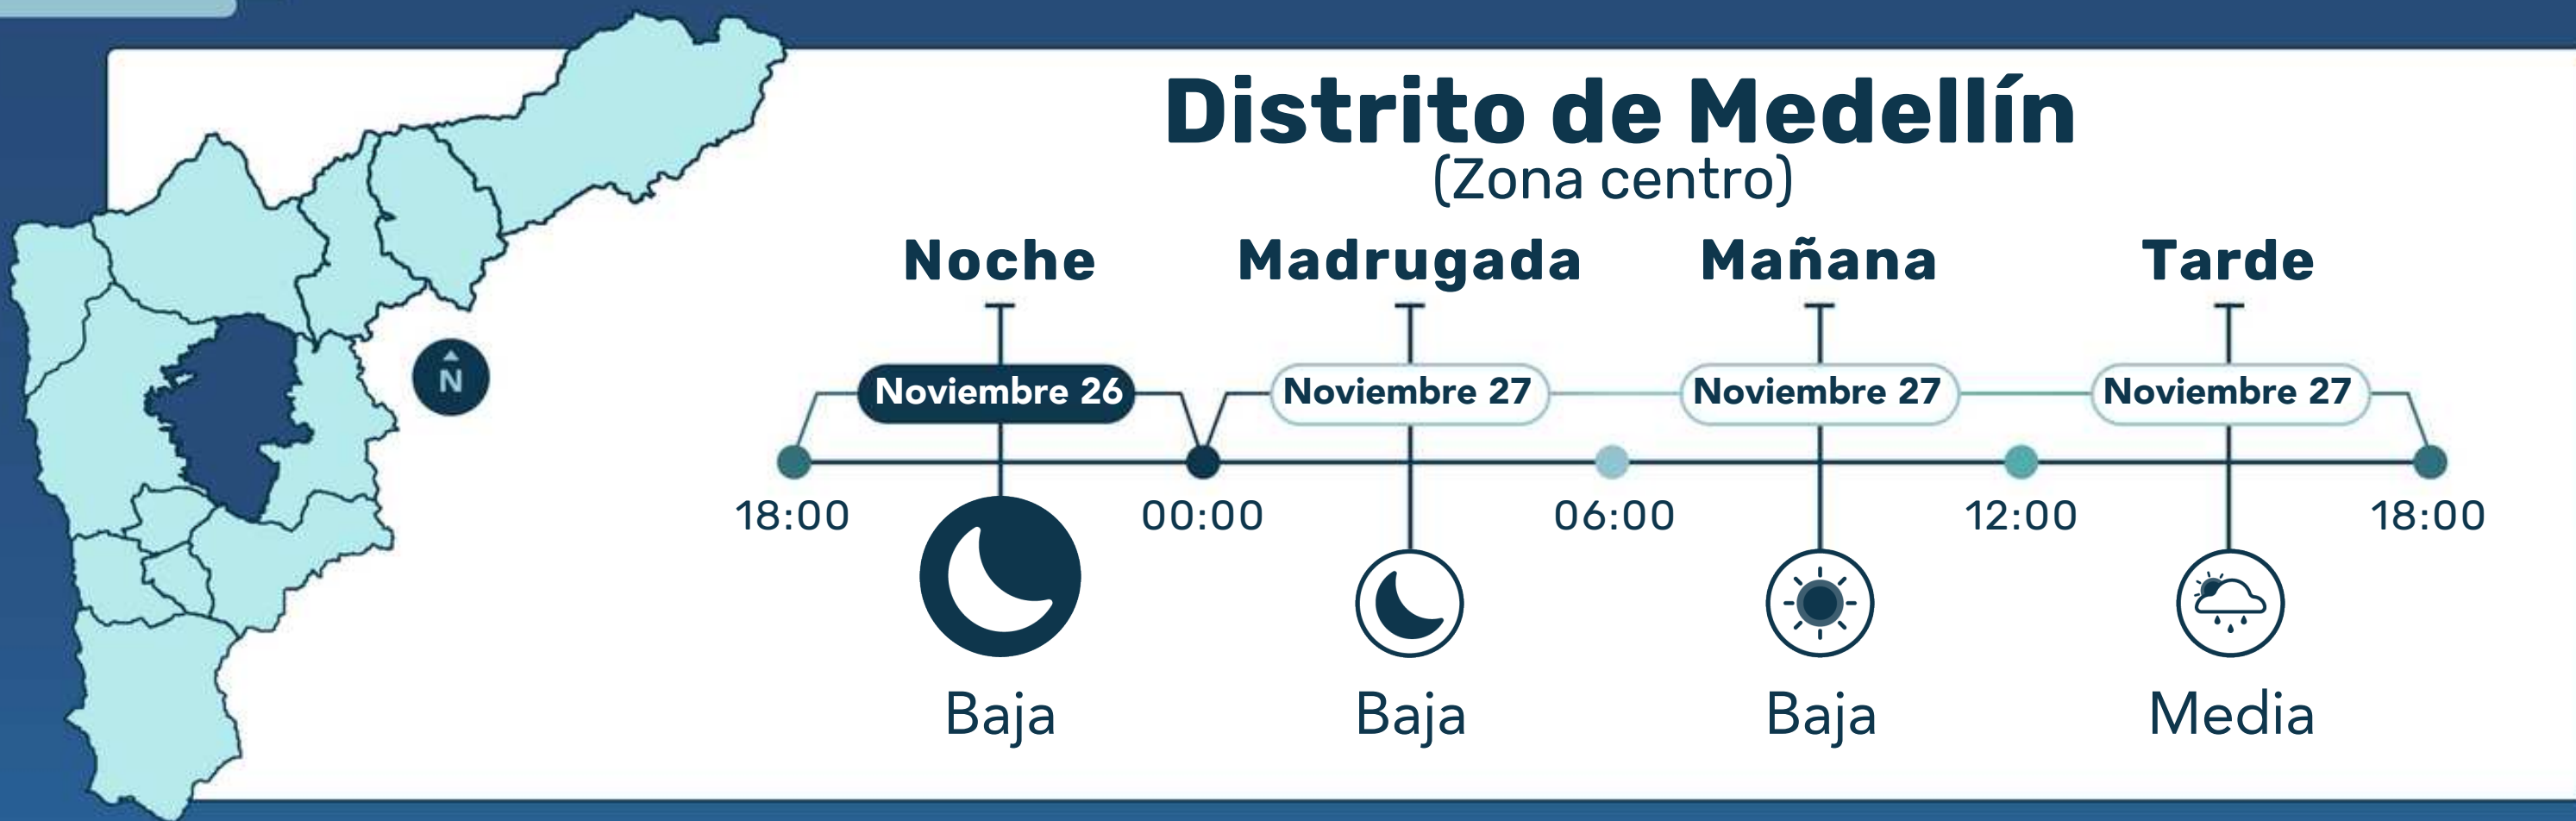 Distrito de Medellín
(Zona centro)
Noche Madrugada Mañana Tarde
Noviembre 26 Noviembre 27 Noviembre 27 Noviembre 27
N
18:00 00:00 06:00 12:00 18:00
Baja Baja Baja Media